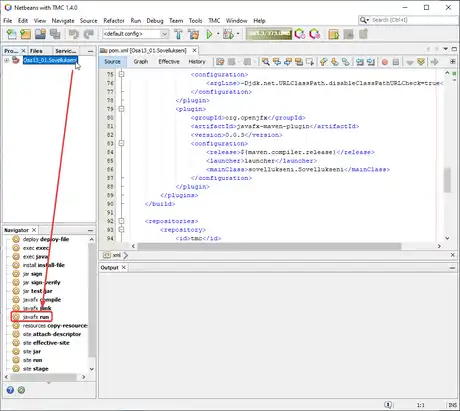 Netbeans with TMC 1.4.0
File Edit View Navigate Source Refactor Run Debug Team Tools TMC Window Help
<default config>
Pro... Files Servic...
Osa13_01.Sovellukseni
pom.xml [Osa13_01.Sovellukseni]
Source Graph Effective History
75 <configuration>
76 <argLine>-Djdk.net.URLClassPath.disableClassPathURLCheck=true<
77 </configuration>
78 </plugin>
79 <plugin>
80 <groupId>org.openjfx</groupId>
81 <artifactId>javafx-maven-plugin</artifactId>
82 <version>0.0.3</version>
83 <configuration>
84 <release>${maven.compiler.release}</release>
85 <launcher>launcher</launcher>
86 <mainClass>sovellukseni.Sovellukseni</mainClass>
87 </configuration>
88 </plugin>
89 </plugins>
90 </build>
91
92 <repositories>
93 <repository>
94 <id>tmc</id>
xml
Navigator
deploy deploy-file
exec exec
exec java
install install-file
jar sign
jar sign-verify
jar test-jar
javafx compile
javafx jlink
javafx run
resources copy-resources
site attach-descriptor
site effective-site
site jar
site run
site stage
Output
1:1
INS